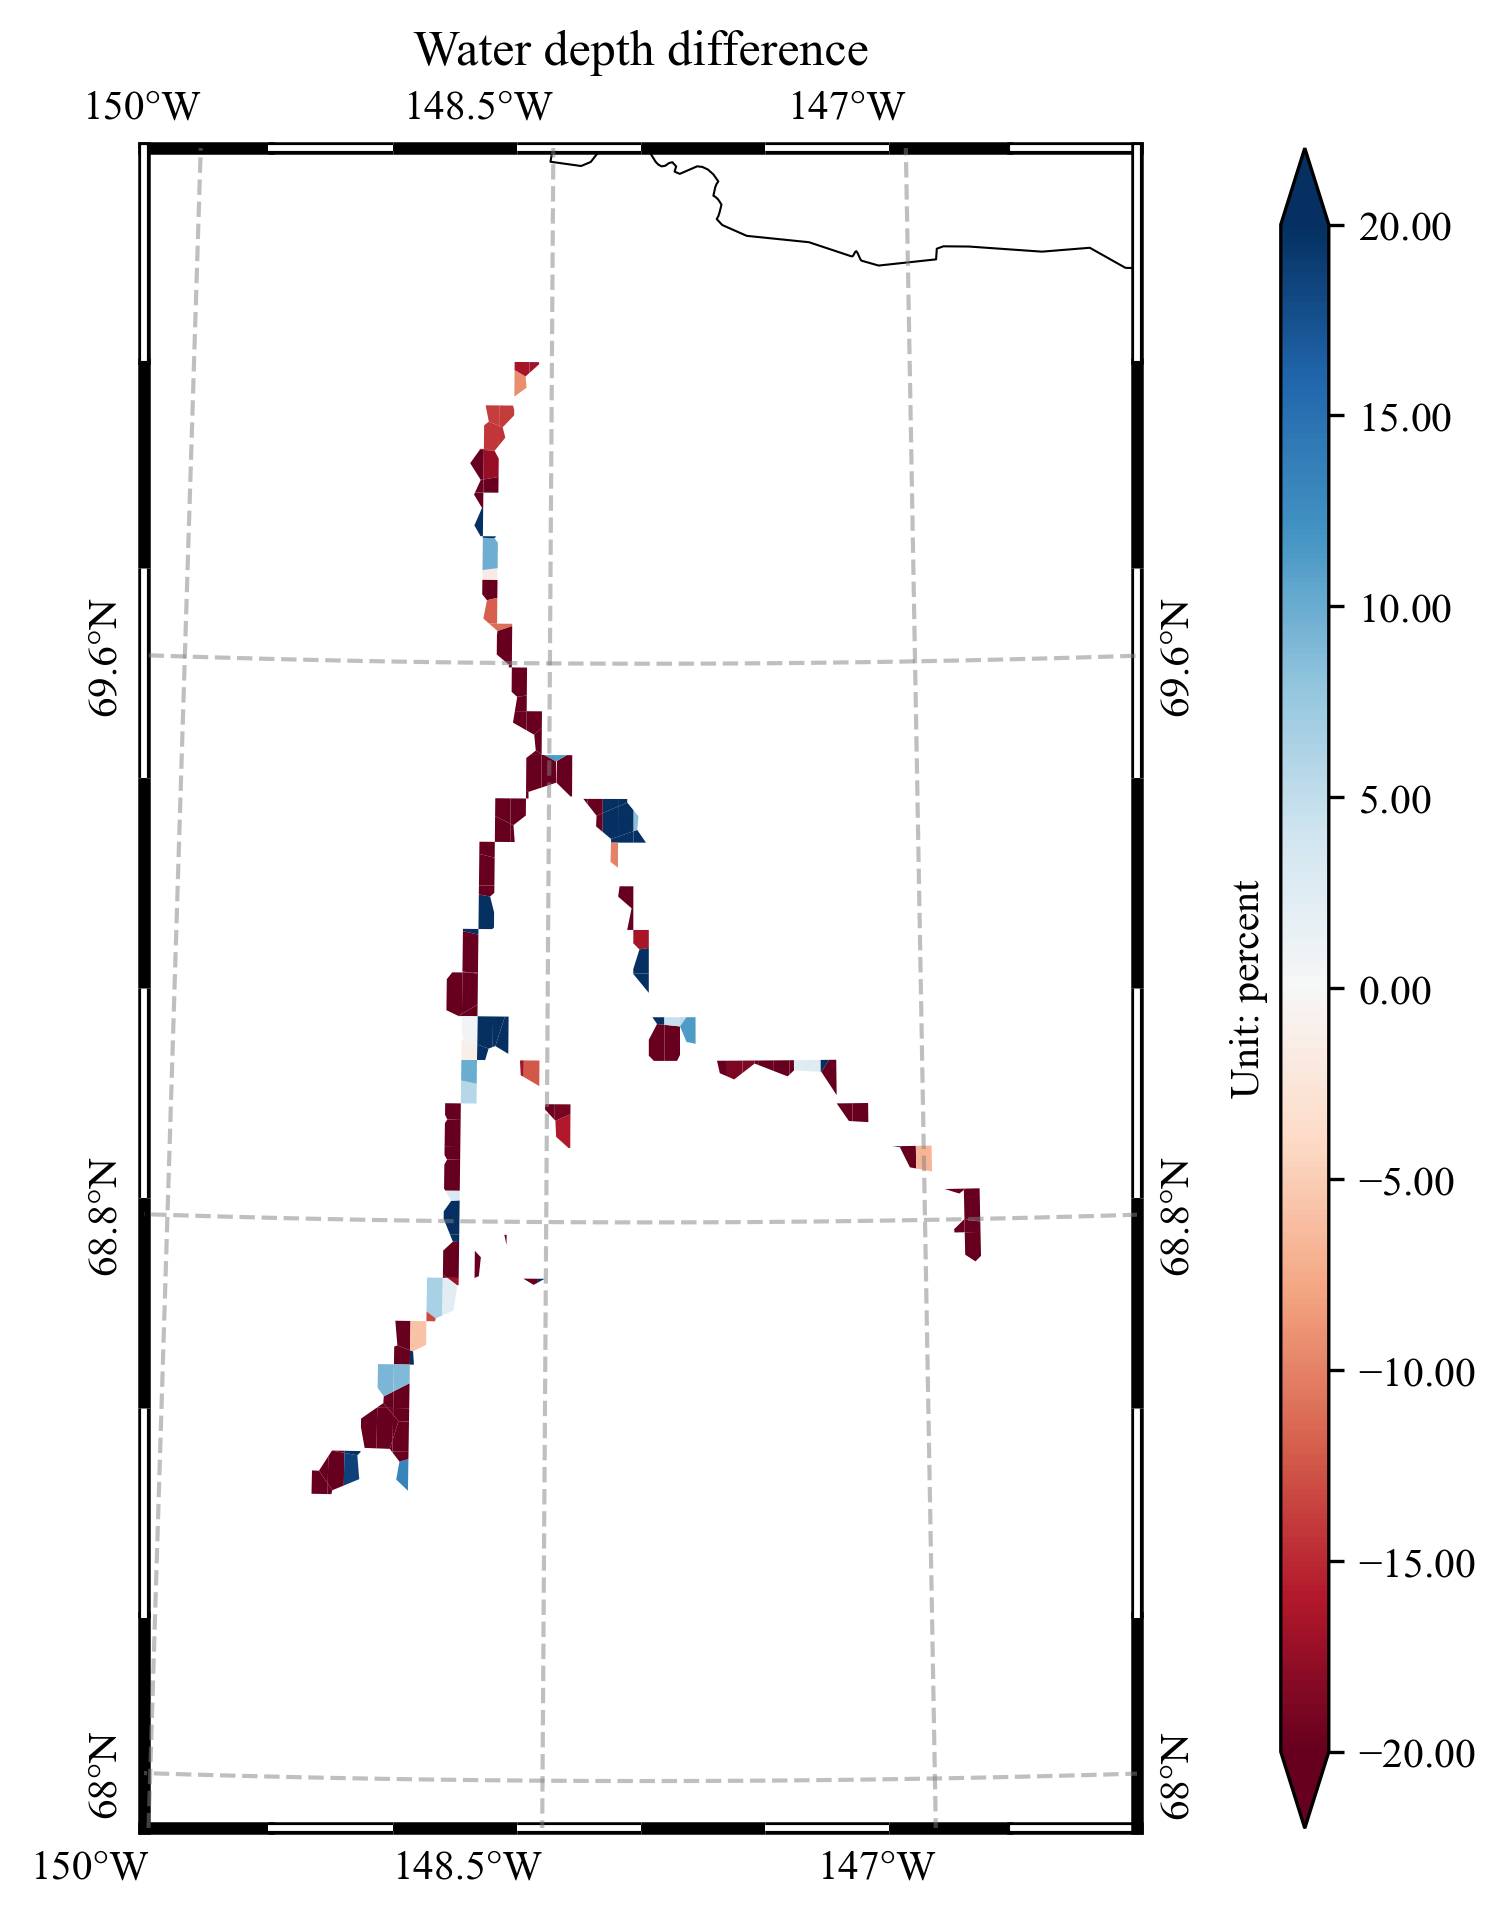 Water depth difference
150°W 148.5°W 147°W
20.00
15.00
10.00
5.00
0.00
−5.00
−10.00
−15.00
−20.00
Unit: percent
69.6°N 69.6°N
68.8°N 68.8°N
68°N 68°N
150°W 148.5°W 147°W